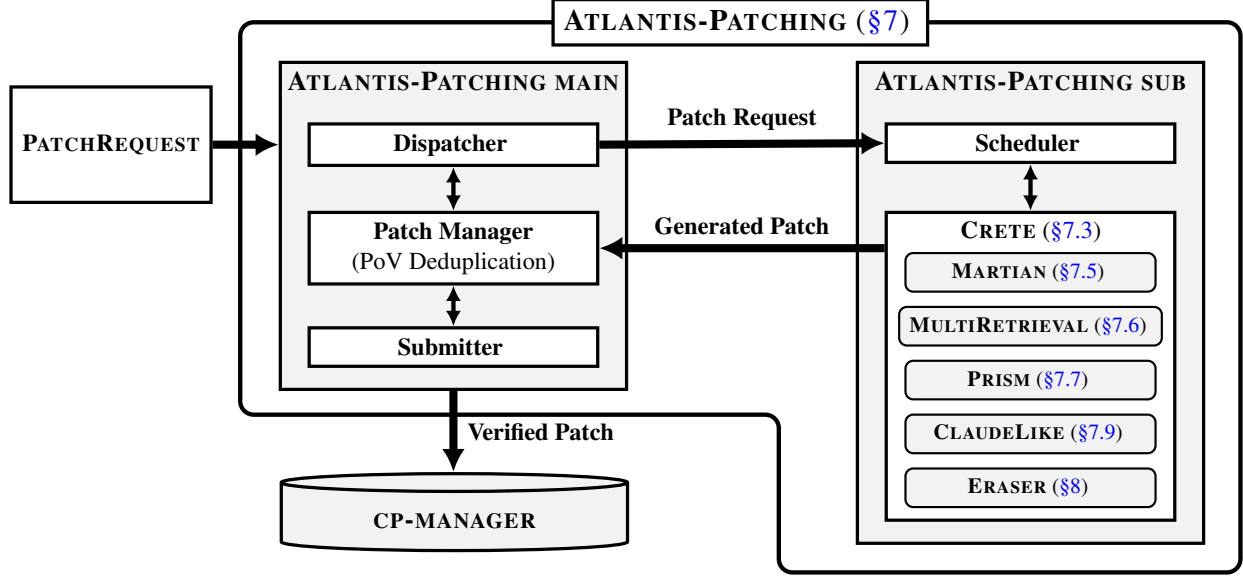 ATLANTIS-PATCHING (§7)
ATLANTIS-PATCHING MAIN
ATLANTIS-PATCHING SUB
PATCHREQUEST
Dispatcher
Patch Request
Scheduler
Patch Manager
(PoV Deduplication)
Generated Patch
CRETE (§7.3)
MARTIAN (§7.5)
MULTIRETRIEVAL (§7.6)
Submitter
PRISM (§7.7)
Verified Patch
CLAUDELIKE (§7.9)
ERASER (§8)
CP-MANAGER